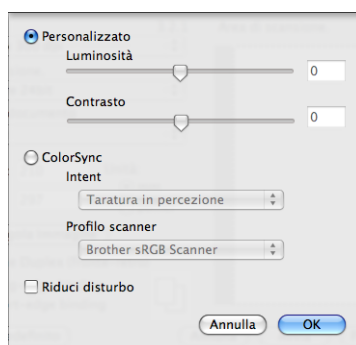 Personalizzato
Luminosità
0
Contrasto
0
ColorSync
Intent
Taratura in percezione
Profilo scanner
Brother sRGB Scanner
Riduci disturbo
Annulla OK